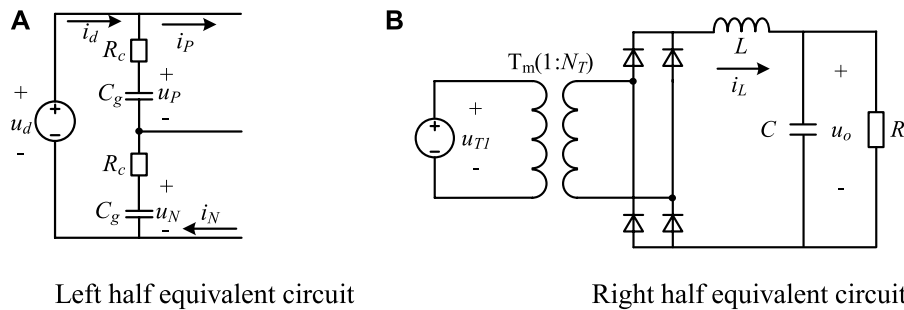 A
i_d
i_P
R_c
+
C_g
u_P
-
+
u_d
-
R_c
+
C_g
u_N
-
i_N
Left half equivalent circuit
B
T_m(1:N_T)
L
i_L
+
u_T1
-
C
+
u_o
-
R
Right half equivalent circuit